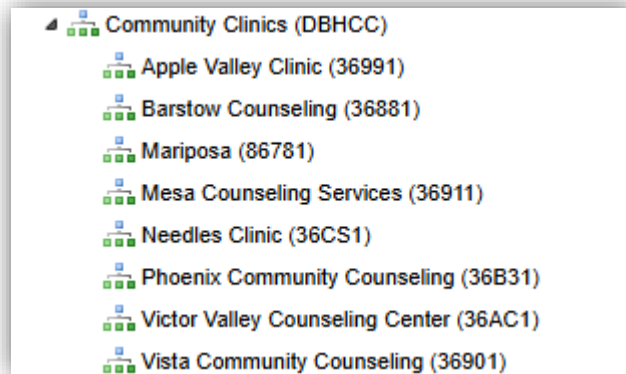 Community Clinics (DBHCC)
Apple Valley Clinic (36991)
Barstow Counseling (36881)
Mariposa (86781)
Mesa Counseling Services (36911)
Needles Clinic (36CS1)
Phoenix Community Counseling (36B31)
Victor Valley Counseling Center (36AC1)
Vista Community Counseling (36901)